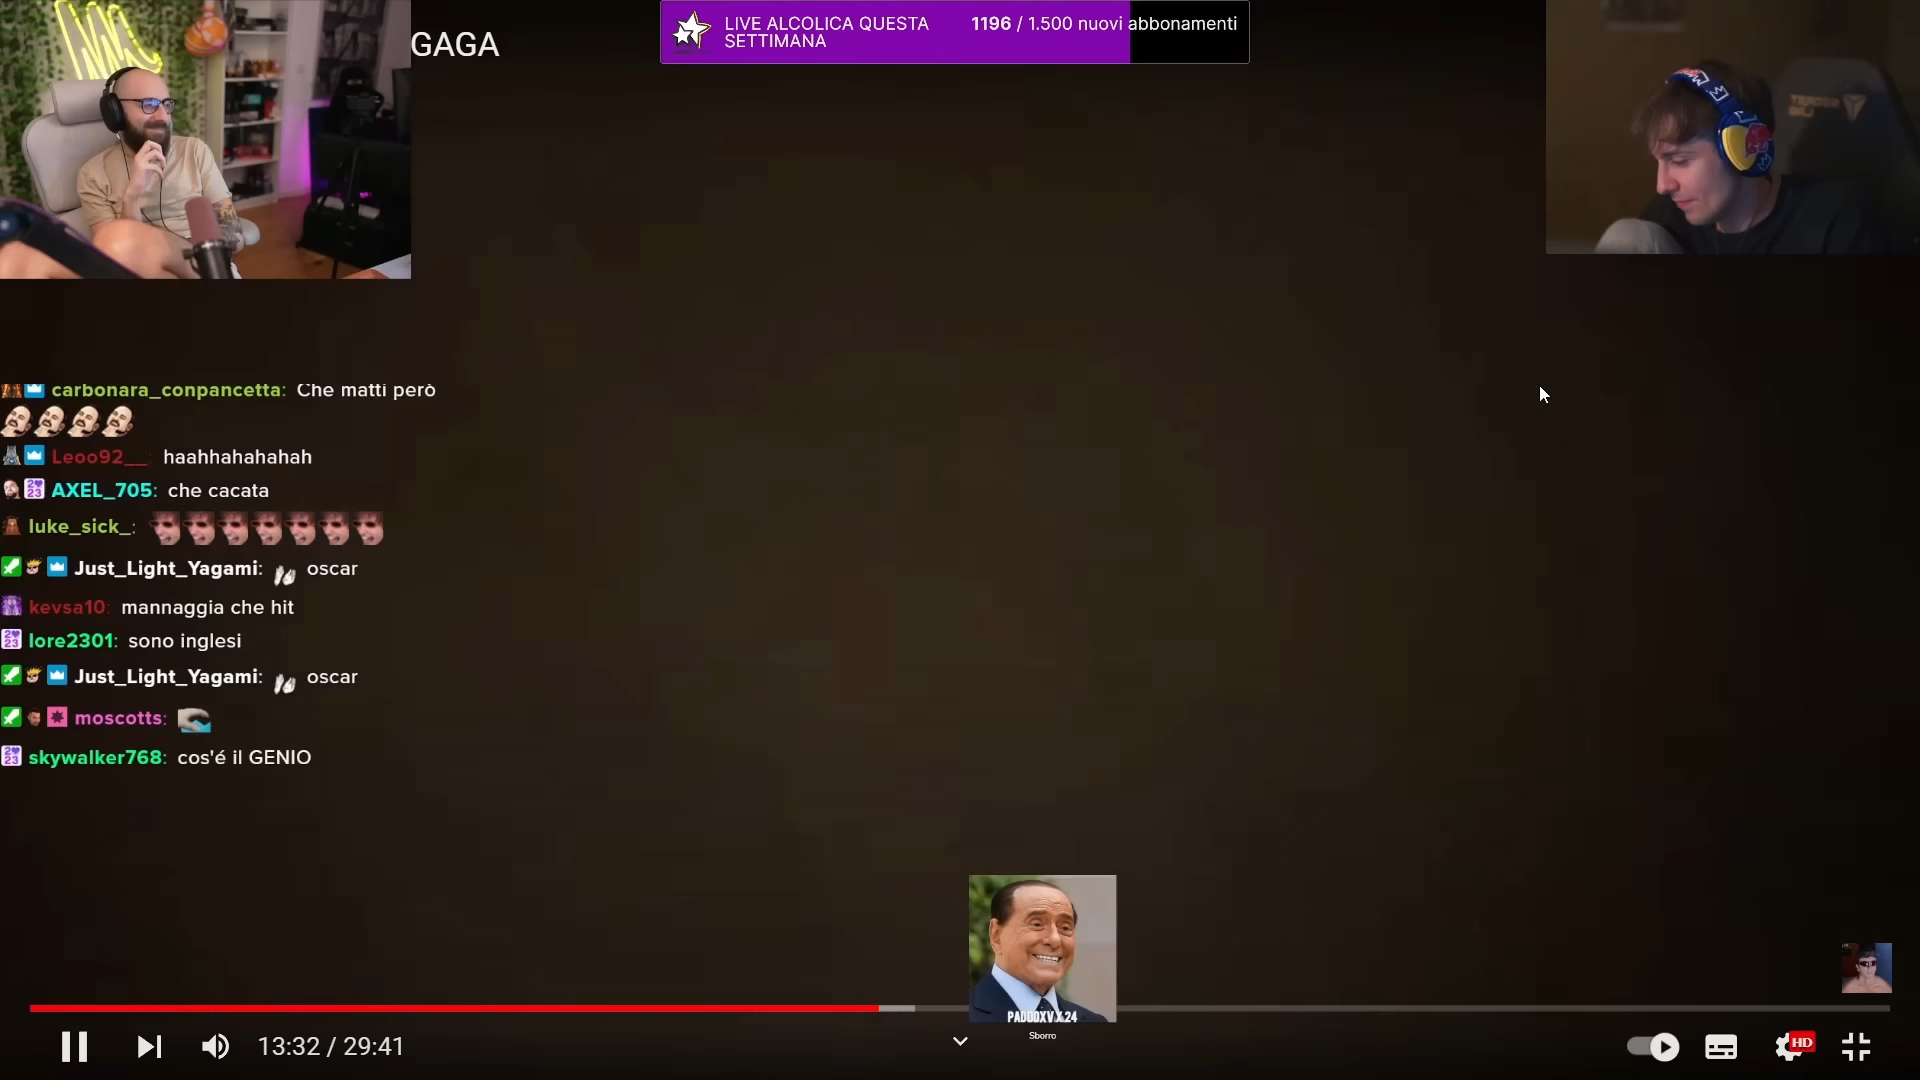 GAGA
LIVE ALCOLICA QUESTA
SETTIMANA
1196 / 1.500 nuovi abbonamenti
carbonara_conpancetta: Che matti però
Leoo92__: haahhahahahah
AXEL_705: che cacata
luke_sick_:
Just_Light_Yagami: oscar
kevsa10: mannaggia che hit
lore2301: sono inglesi
Just_Light_Yagami: oscar
moscotts:
skywalker768: cos'é il GENIO
PADOOXV.X.24
Sborro
13:32 / 29:41
HD